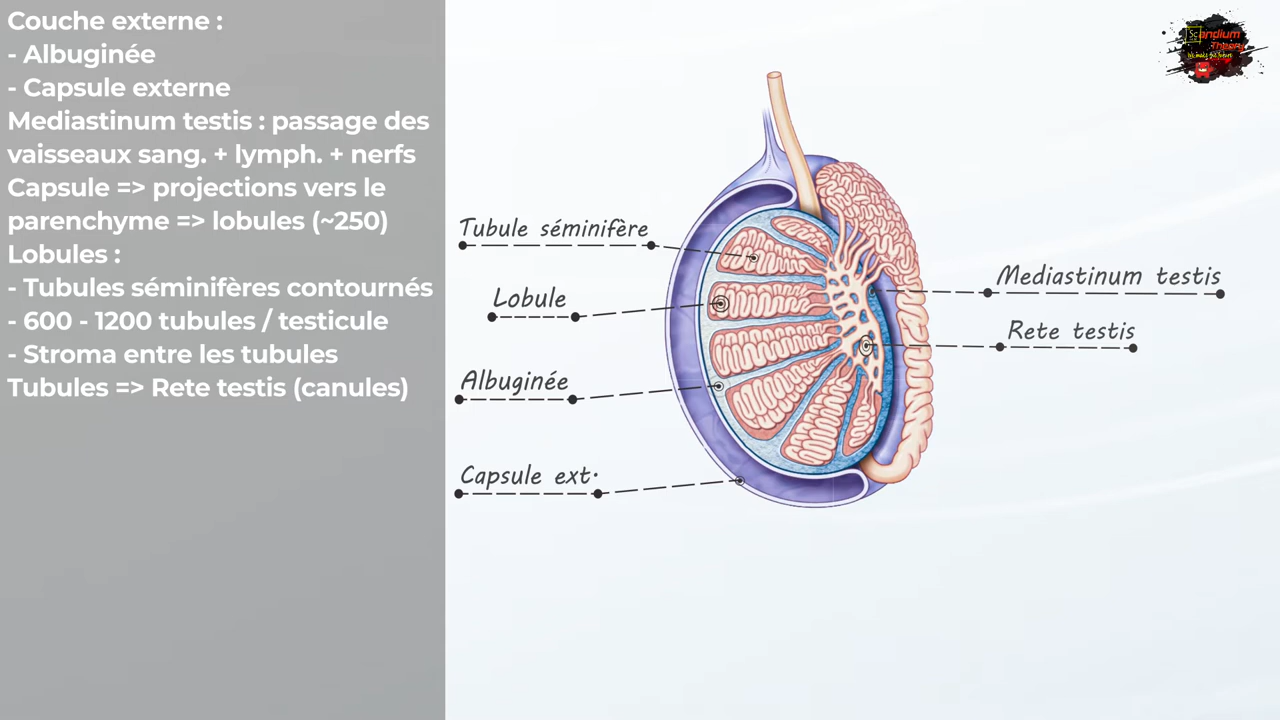 Couche externe :
- Albuginée
- Capsule externe
Mediastinum testis : passage des
vaisseaux sang. + lymph. + nerfs
Capsule => projections vers le
parenchyme => lobules (~250)
Lobules :
- Tubules séminifères contournés
- 600 - 1200 tubules / testicule
- Stroma entre les tubules
Tubules => Rete testis (canules)
Tubule séminifère
Lobule
Albuginée
Capsule ext.
Mediastinum testis
Rete testis
Scandium
Theory